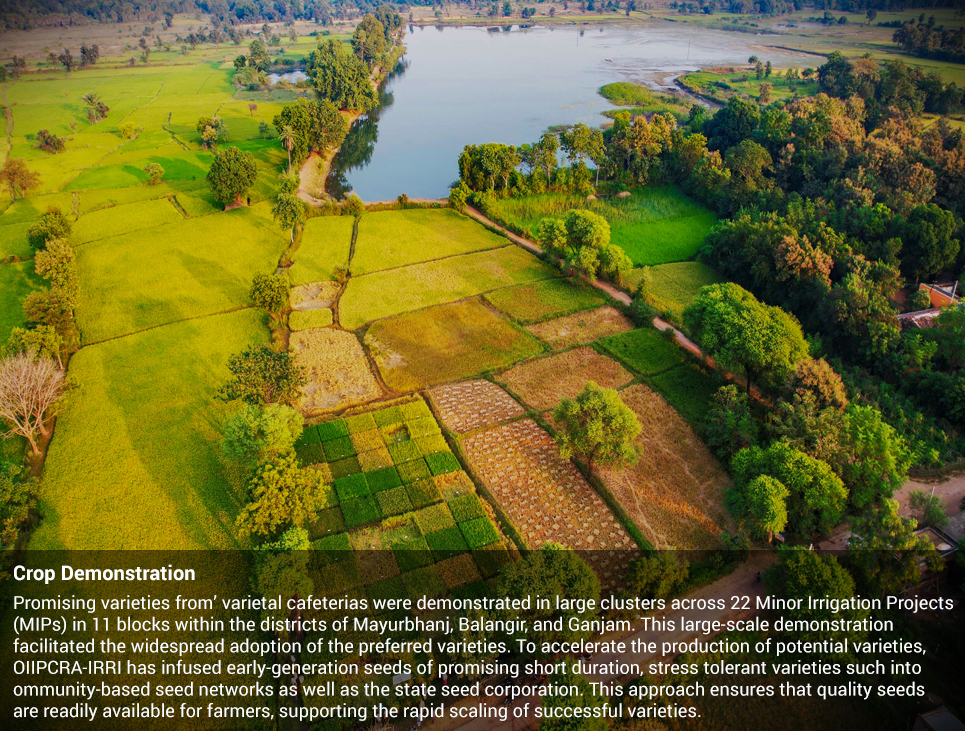 Crop Demonstration
Promising varieties from’ varietal cafeterias were demonstrated in large clusters across 22 Minor Irrigation Projects
(MIPs) in 11 blocks within the districts of Mayurbhanj, Balangir, and Ganjam. This large-scale demonstration
facilitated the widespread adoption of the preferred varieties. To accelerate the production of potential varieties,
OIIPCRA-IRRI has infused early-generation seeds of promising short duration, stress tolerant varieties such into
ommunity-based seed networks as well as the state seed corporation. This approach ensures that quality seeds
are readily available for farmers, supporting the rapid scaling of successful varieties.